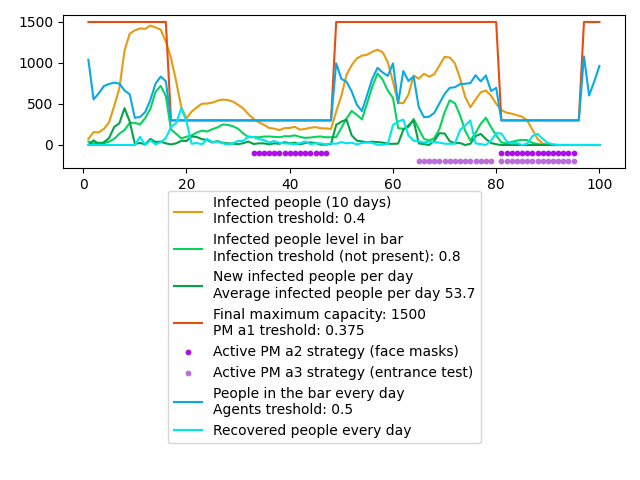 1500
1000
500
0
0
20
40
60
80
100
Infected people (10 days)
Infection treshold: 0.4
Infected people level in bar
Infection treshold (not present): 0.8
New infected people per day
Average infected people per day 53.7
Final maximum capacity: 1500
PM a1 treshold: 0.375
Active PM a2 strategy (face masks)
Active PM a3 strategy (entrance test)
People in the bar every day
Agents treshold: 0.5
Recovered people every day